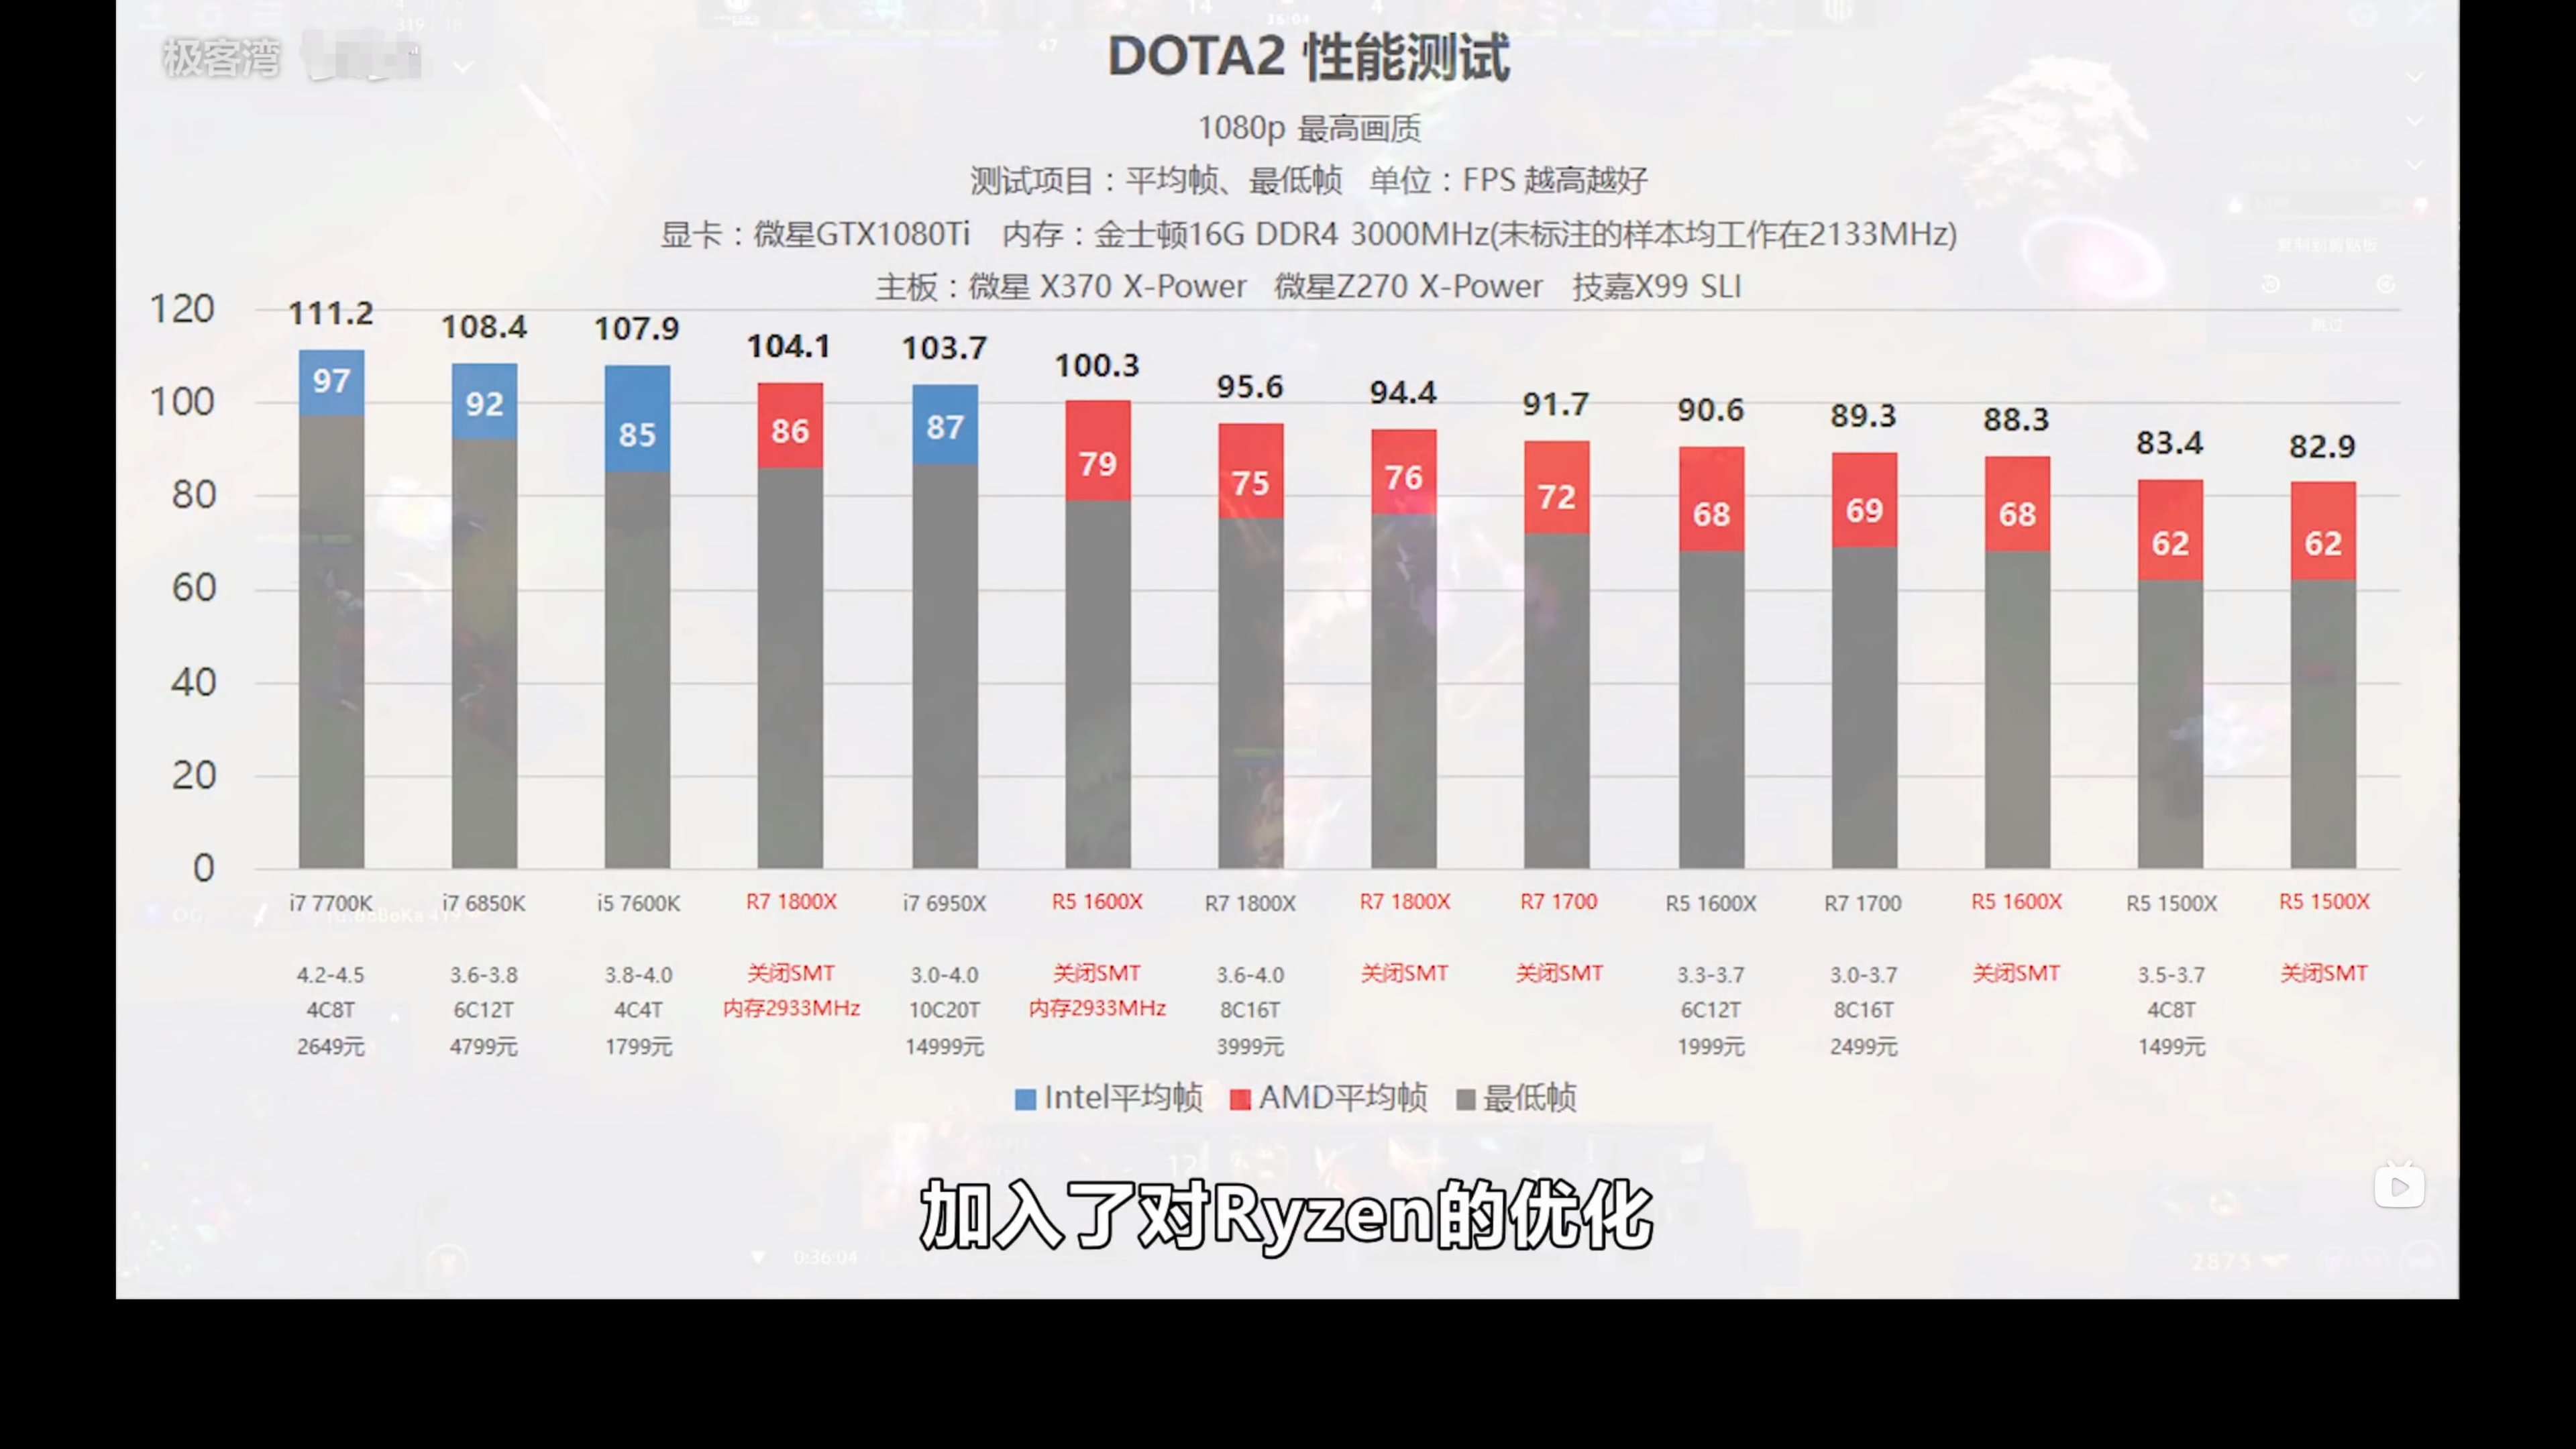 极客湾
DOTA2 性能测试
1080p 最高画质
测试项目：平均帧、最低帧 单位：FPS 越高越好
显卡：微星GTX1080Ti 内存：金士顿16G DDR4 3000MHz(未标注的样本均工作在2133MHz)
主板：微星 X370 X-Power 微星Z270 X-Power 技嘉X99 SLI
120
100
80
60
40
20
0
111.2 108.4 107.9 104.1 103.7 100.3 95.6 94.4 91.7 90.6 89.3 88.3 83.4 82.9
97 92 85 86 87 79 75 76 72 68 69 68 62 62
i7 7700K i7 6850K i5 7600K R7 1800X i7 6950X R5 1600X R7 1800X R7 1800X R7 1700 R5 1600X R7 1700 R5 1600X R5 1500X R5 1500X
4.2-4.5 3.6-3.8 3.8-4.0 关闭SMT 3.0-4.0 关闭SMT 3.6-4.0 关闭SMT 关闭SMT 3.3-3.7 3.0-3.7 关闭SMT 3.5-3.7 关闭SMT
4C8T 6C12T 4C4T 内存2933MHz 10C20T 内存2933MHz 8C16T 6C12T 8C16T 4C8T
2649元 4799元 1799元 14999元 3999元 1999元 2499元 1499元
Intel平均帧 AMD平均帧 最低帧
加入了对Ryzen的优化
0:36:04
2875